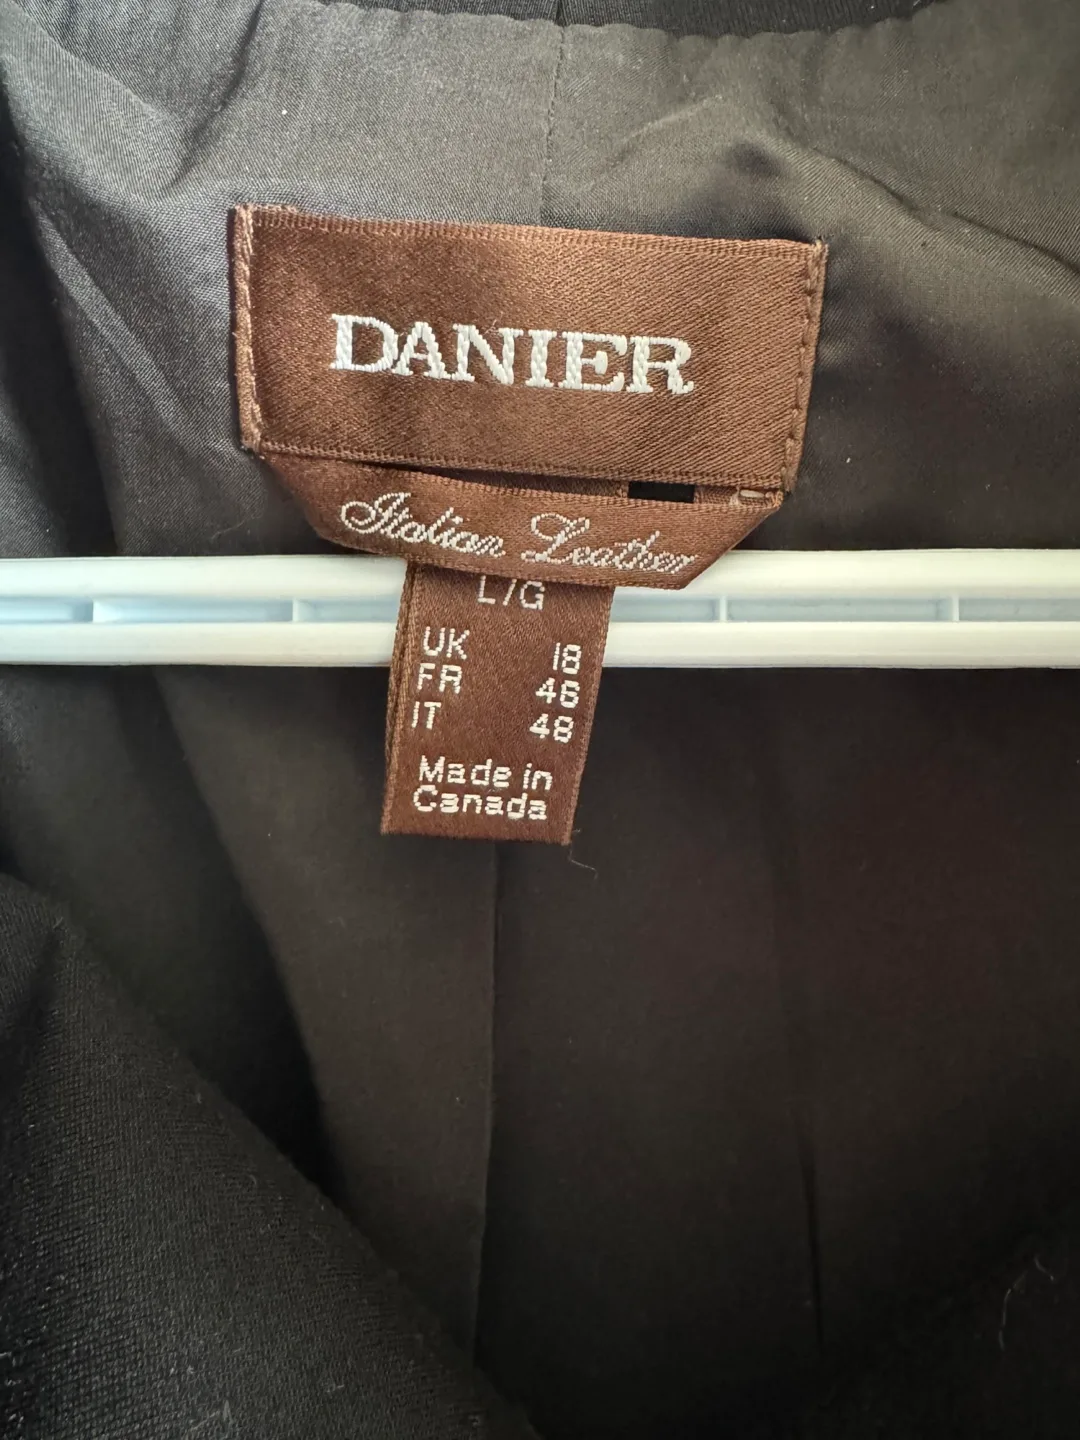 DANIER
Italian Leather
L/G
UK 18
FR 46
IT 48
Made in
Canada